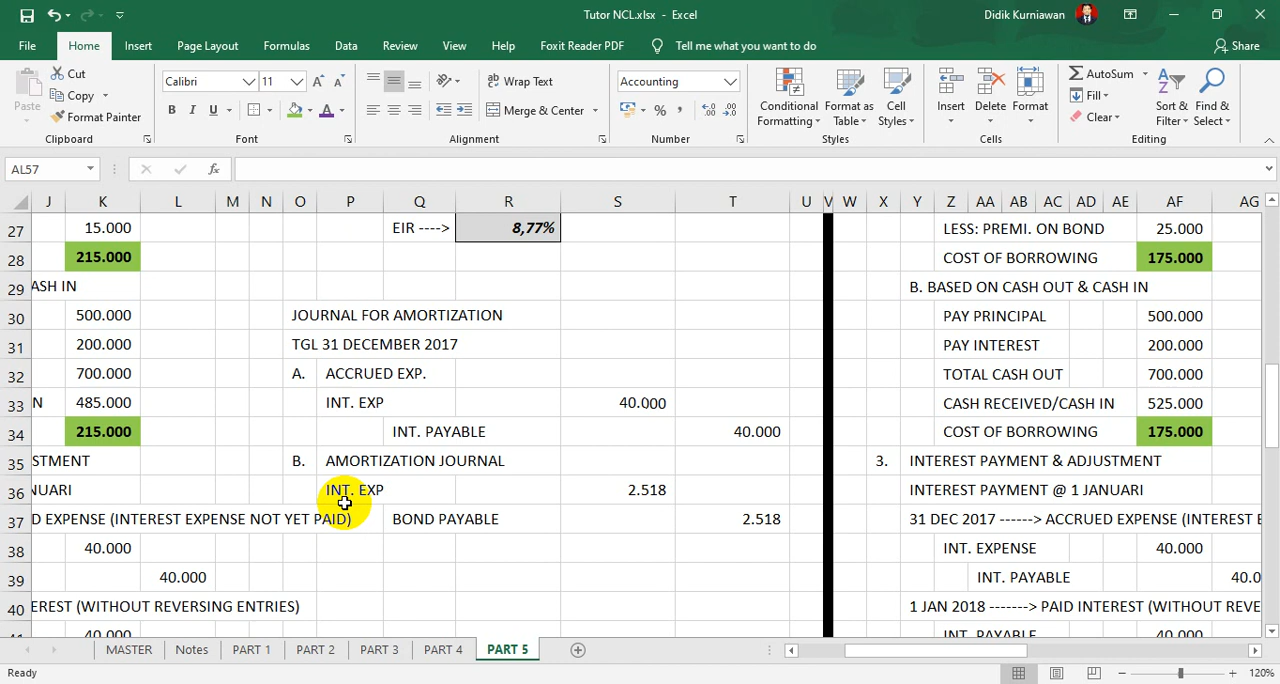 Tutor NCL.xlsx - Excel
Didik Kurniawan
File Home Insert Page Layout Formulas Data Review View Help Foxit Reader PDF Tell me what you want to do Share
Cut
Copy
Format Painter
Paste
Clipboard
Calibri 11
B I U
Font
Wrap Text
Merge & Center
Alignment
Accounting
Number
Conditional Formatting
Format as Table
Cell Styles
Styles
Insert Delete Format
Cells
AutoSum
Fill
Clear
Sort & Filter
Find & Select
Editing
AL57 fx
J K L M N O P Q R S T U V W X Y Z AA AB AC AD AE AF AG
27 15.000 EIR ----> 8,77% LESS: PREMI. ON BOND 25.000
28 215.000 COST OF BORROWING 175.000
29 ASH IN B. BASED ON CASH OUT & CASH IN
30 500.000 JOURNAL FOR AMORTIZATION PAY PRINCIPAL 500.000
31 200.000 TGL 31 DECEMBER 2017 PAY INTEREST 200.000
32 700.000 A. ACCRUED EXP. TOTAL CASH OUT 700.000
33 N 485.000 INT. EXP 40.000 CASH RECEIVED/CASH IN 525.000
34 215.000 INT. PAYABLE 40.000 COST OF BORROWING 175.000
35 STMENT B. AMORTIZATION JOURNAL 3. INTEREST PAYMENT & ADJUSTMENT
36 NUARI INT. EXP 2.518 INTEREST PAYMENT @ 1 JANUARI
37 D EXPENSE (INTEREST EXPENSE NOT YET PAID) BOND PAYABLE 2.518 31 DEC 2017 ------> ACCRUED EXPENSE (INTEREST E
38 40.000 INT. EXPENSE 40.000
39 40.000 INT. PAYABLE 40.0
40 EREST (WITHOUT REVERSING ENTRIES) 1 JAN 2018 -------> PAID INTEREST (WITHOUT REVE
41 40.000 INT. PAYABLE 40.000
MASTER Notes PART 1 PART 2 PART 3 PART 4 PART 5
Ready 120%